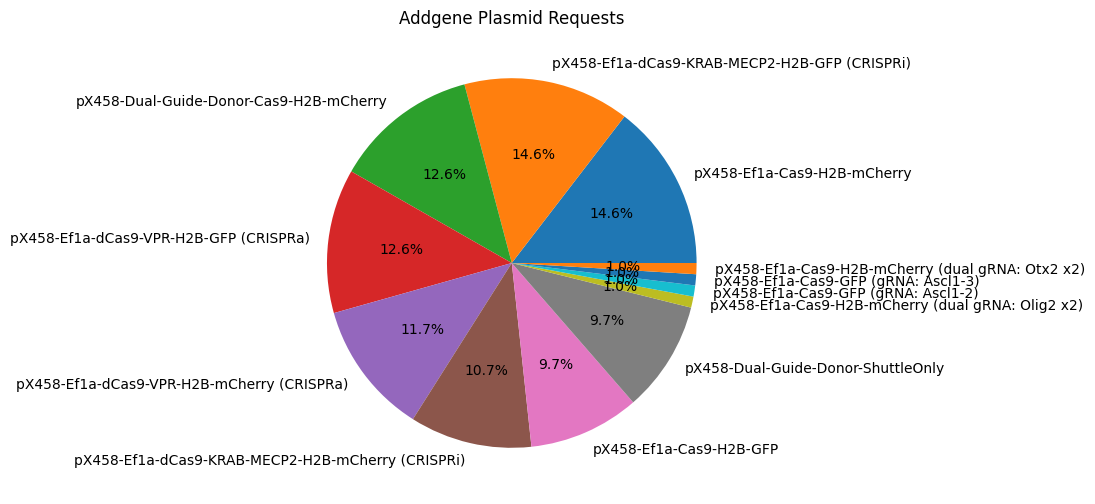 Addgene Plasmid Requests
pX458-Ef1a-dCas9-KRAB-MECP2-H2B-GFP (CRISPRi)
pX458-Dual-Guide-Donor-Cas9-H2B-mCherry
14.6%
12.6%
pX458-Ef1a-Cas9-H2B-mCherry
14.6%
pX458-Ef1a-dCas9-VPR-H2B-GFP (CRISPRa)
12.6%
1.0%
pX458-Ef1a-Cas9-H2B-mCherry (dual gRNA: Otx2 x2)
1.0%
pX458-Ef1a-Cas9-GFP (gRNA: Ascl1-3)
1.0%
pX458-Ef1a-Cas9-GFP (gRNA: Ascl1-2)
1.0%
pX458-Ef1a-Cas9-H2B-mCherry (dual gRNA: Olig2 x2)
9.7%
11.7%
pX458-Dual-Guide-Donor-ShuttleOnly
10.7%
9.7%
pX458-Ef1a-dCas9-VPR-H2B-mCherry (CRISPRa)
pX458-Ef1a-Cas9-H2B-GFP
pX458-Ef1a-dCas9-KRAB-MECP2-H2B-mCherry (CRISPRi)